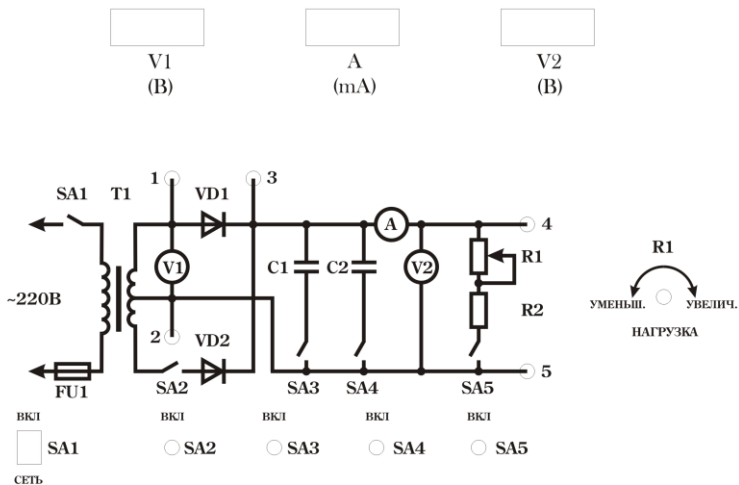 V1 A V2
(В) (mA) (В)
1 3
SA1 T1 VD1
4
A
V1 C1 C2 V2 R1 R1
~220В
R2 УМЕНЬШ. УВЕЛИЧ.
2 VD2 НАГРУЗКА
5
FU1 SA2 SA3 SA4 SA5
ВКЛ ВКЛ ВКЛ ВКЛ ВКЛ
SA1 SA2 SA3 SA4 SA5
СЕТЬ